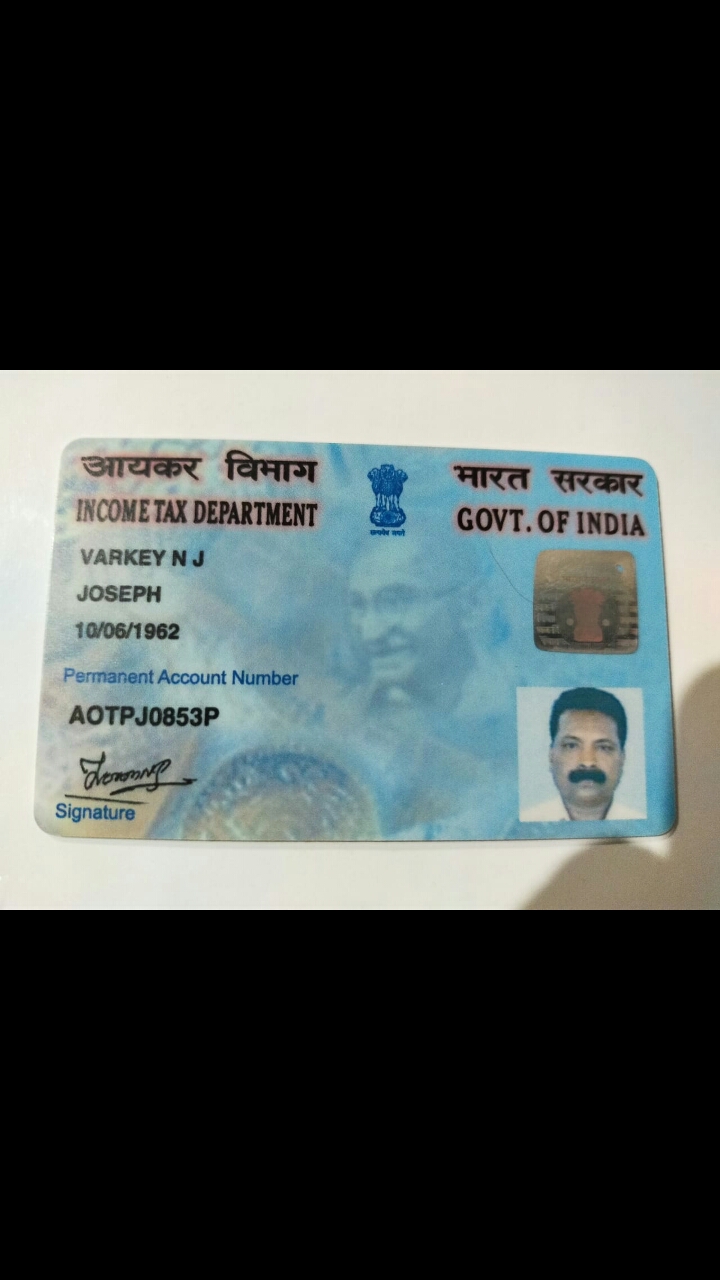 आयकर विभाग
INCOME TAX DEPARTMENT
भारत सरकार
GOVT. OF INDIA
सत्यमेव जयते
VARKEY N J
JOSEPH
10/06/1962
Permanent Account Number
AOTPJ0853P
Signature